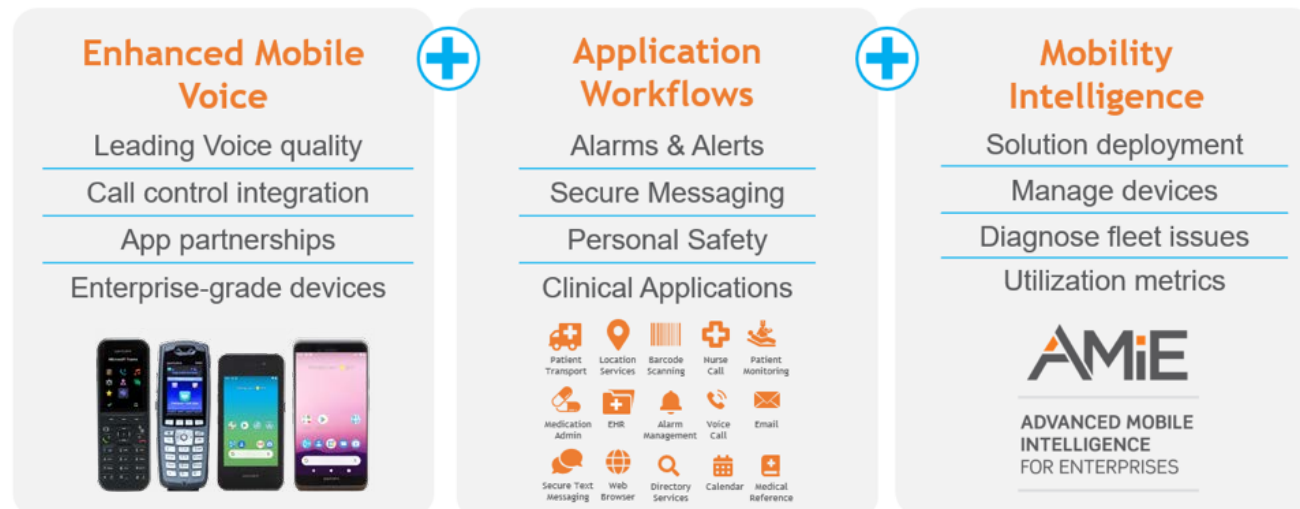 Enhanced Mobile
Voice
Leading Voice quality
Call control integration
App partnerships
Enterprise-grade devices
Application
Workflows
Alarms & Alerts
Secure Messaging
Personal Safety
Clinical Applications
Patient Transport
Location Services
Barcode Scanning
Nurse Call
Patient Monitoring
Medication Admin
EHR
Alarm Management
Voice Call
Email
Secure Text Messaging
Web Browser
Directory Services
Calendar
Medical Reference
Mobility
Intelligence
Solution deployment
Manage devices
Diagnose fleet issues
Utilization metrics
AMiE
ADVANCED MOBILE
INTELLIGENCE
FOR ENTERPRISES